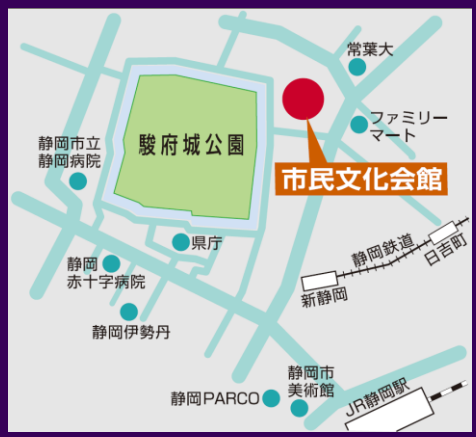 常葉大
ファミリー
マート
駿府城公園
静岡市立
静岡病院
市民文化会館
県庁
静岡鉄道
日吉町
新静岡
静岡
赤十字病院
静岡伊勢丹
静岡市
美術館
静岡PARCO
JR静岡駅